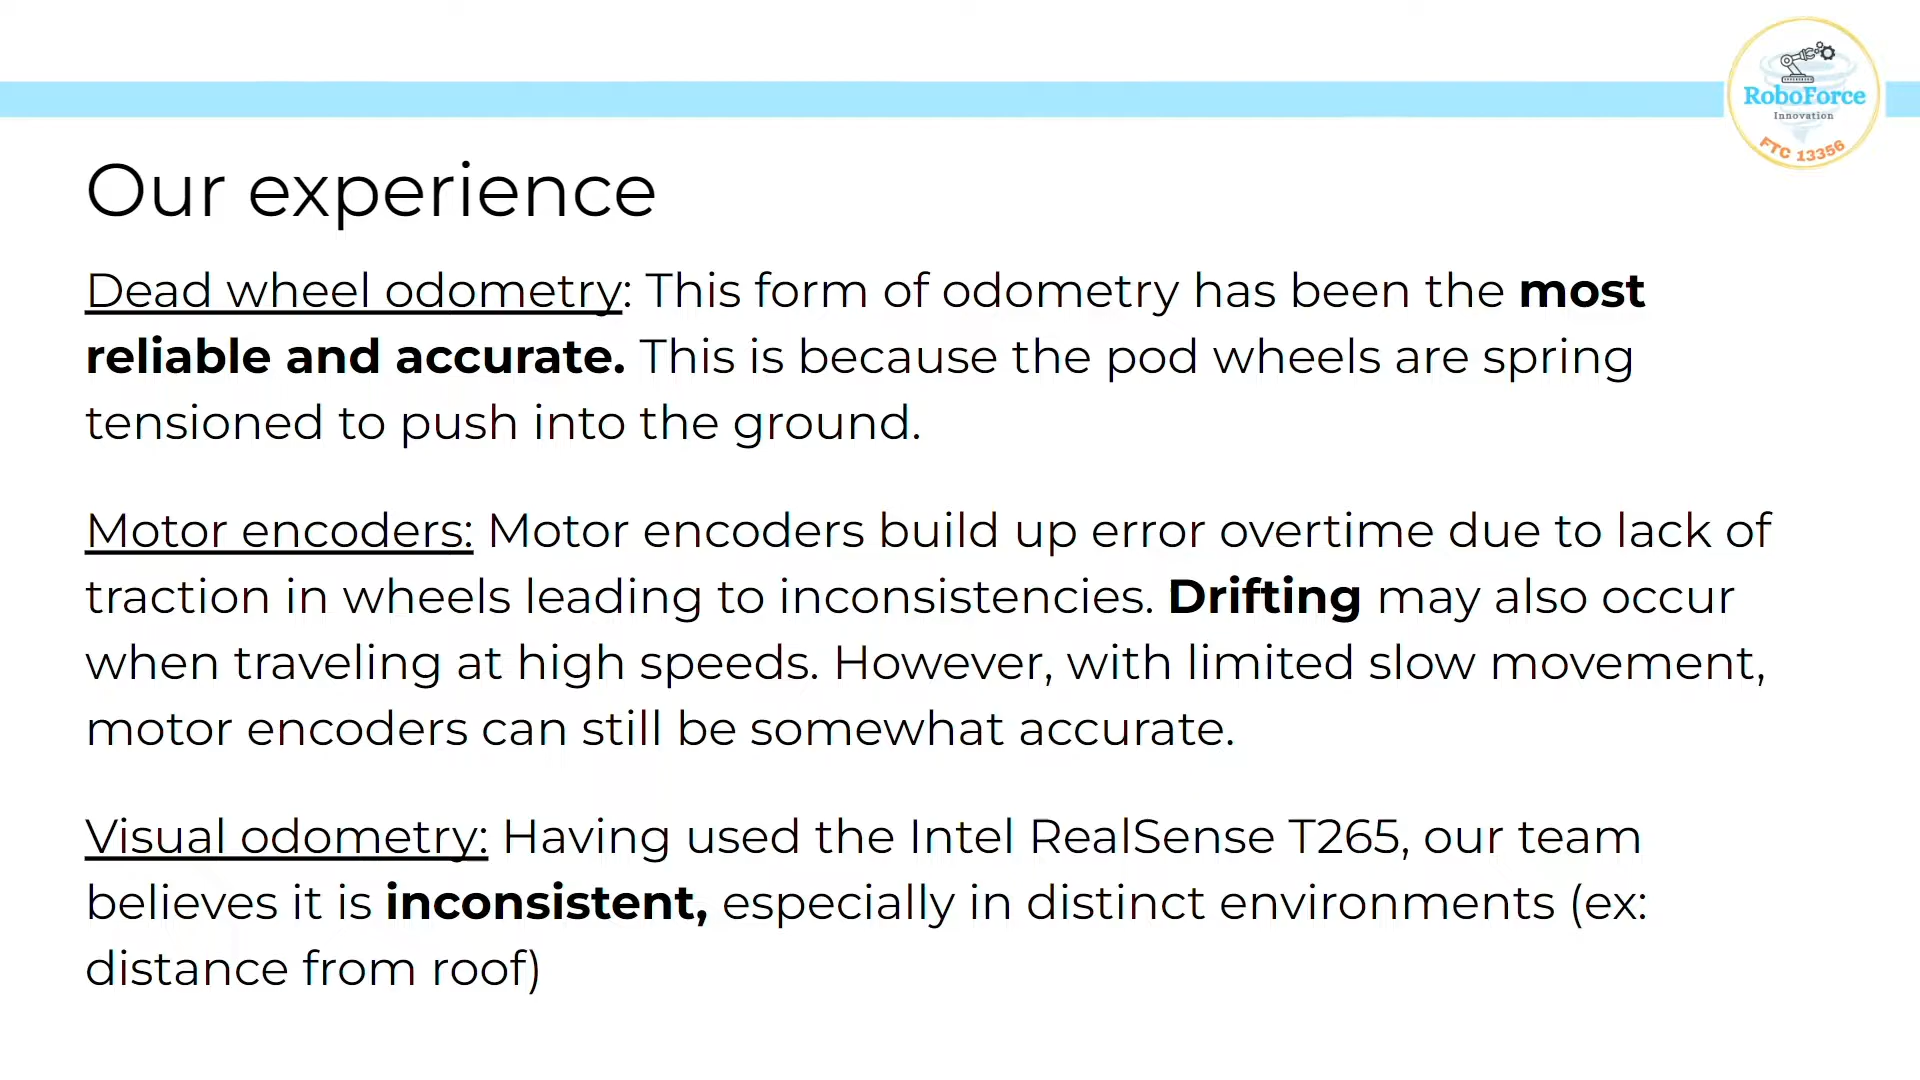 RoboForce
Innovation
FTC 13356
Our experience
Dead wheel odometry: This form of odometry has been the most
reliable and accurate. This is because the pod wheels are spring
tensioned to push into the ground.
Motor encoders: Motor encoders build up error overtime due to lack of
traction in wheels leading to inconsistencies. Drifting may also occur
when traveling at high speeds. However, with limited slow movement,
motor encoders can still be somewhat accurate.
Visual odometry: Having used the Intel RealSense T265, our team
believes it is inconsistent, especially in distinct environments (ex:
distance from roof)